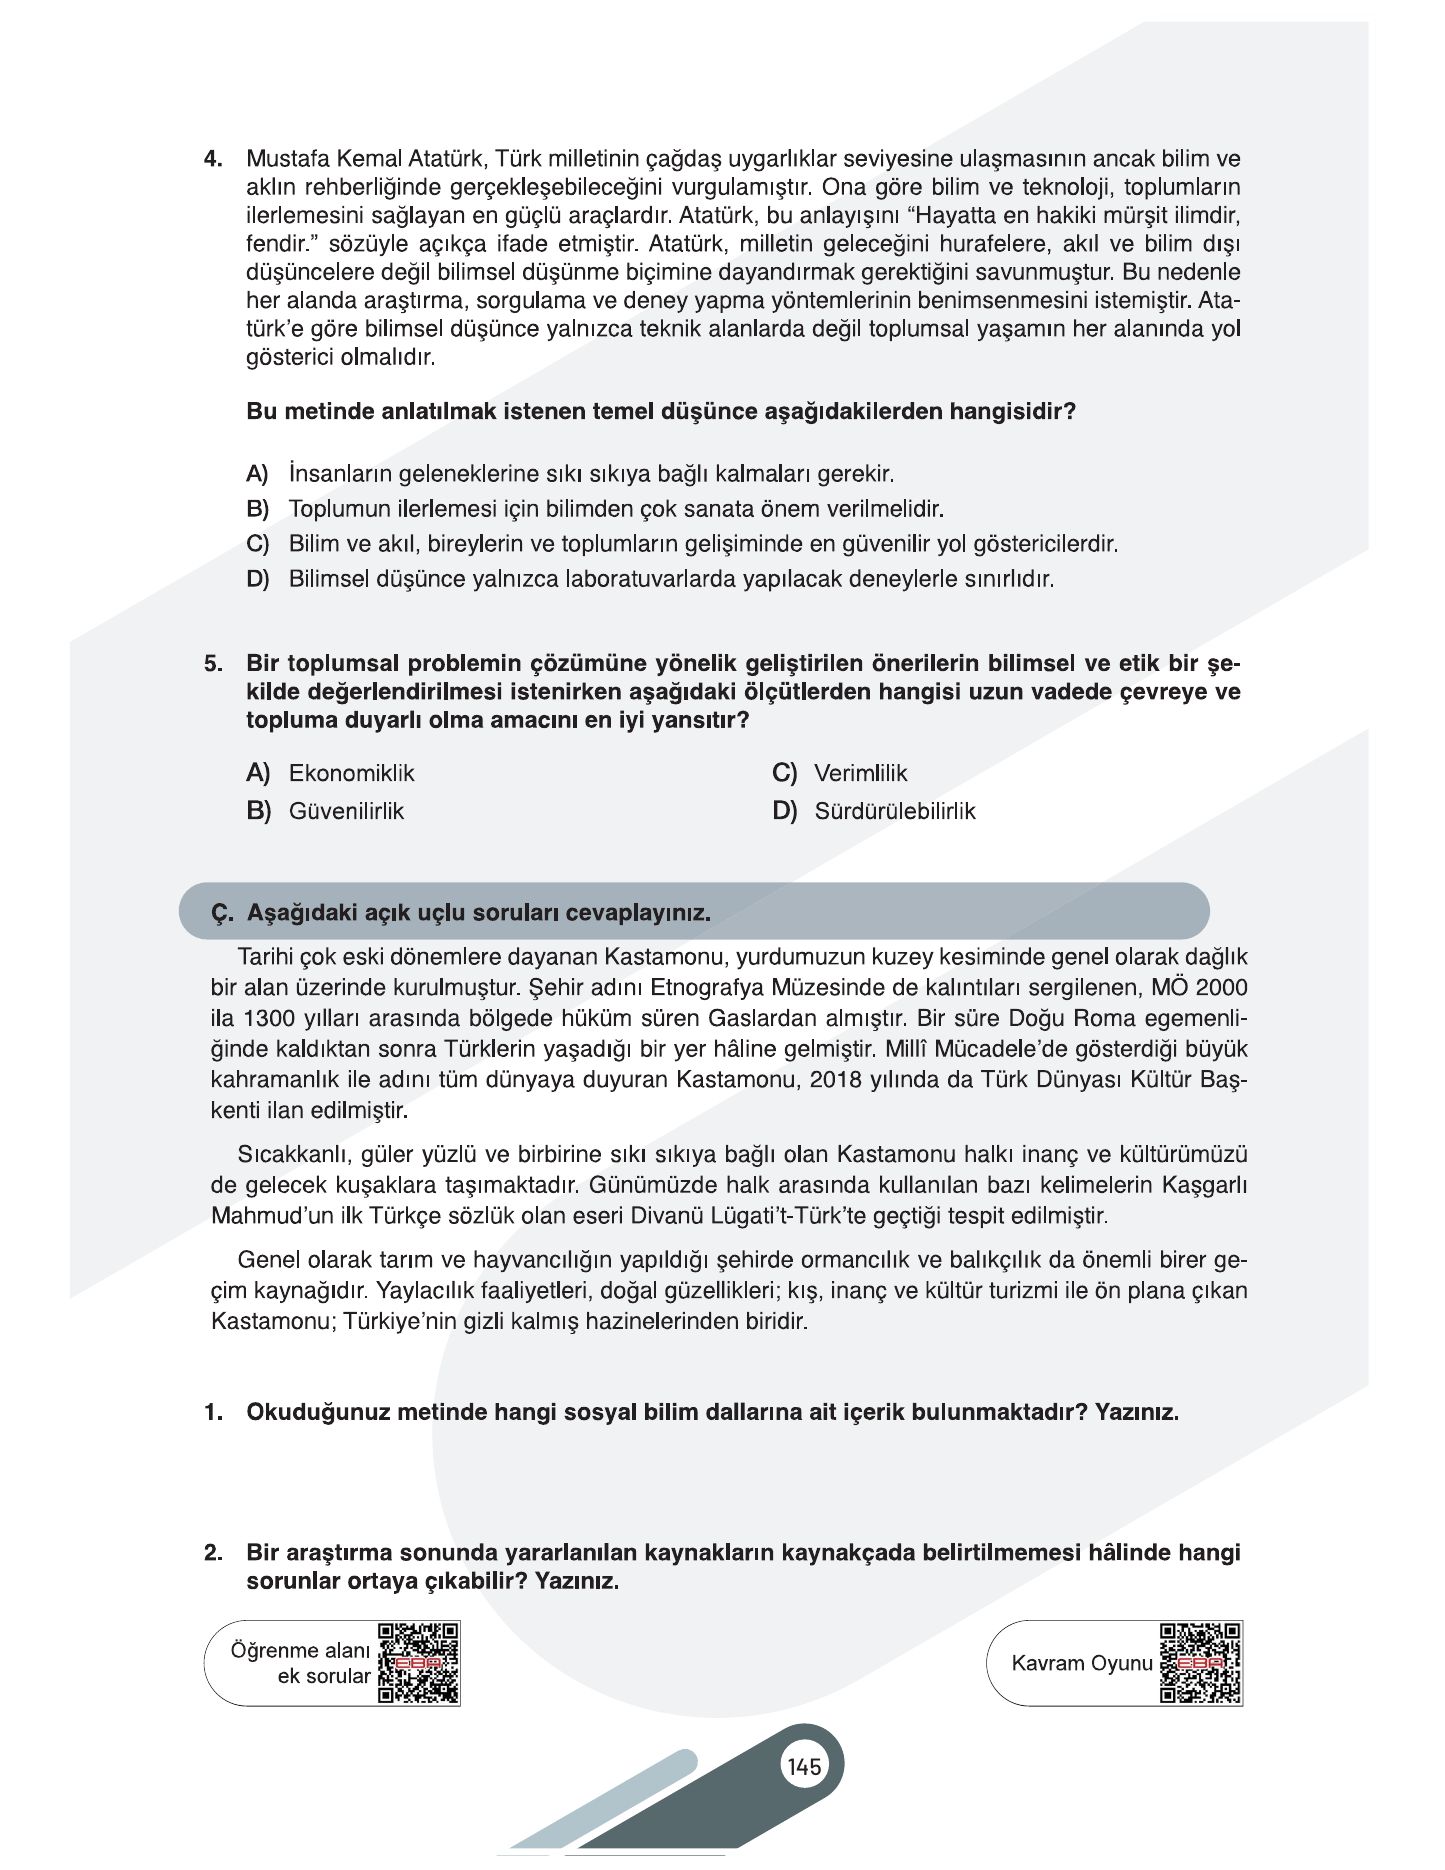 4. Mustafa Kemal Atatürk, Türk milletinin çağdaş uygarlıklar seviyesine ulaşmasının ancak bilim ve
aklın rehberliğinde gerçekleşebileceğini vurgulamıştır. Ona göre bilim ve teknoloji, toplumların
ilerlemesini sağlayan en güçlü araçlardır. Atatürk, bu anlayışını “Hayatta en hakiki mürşit ilimdir,
fendir.” sözüyle açıkça ifade etmiştir. Atatürk, milletin geleceğini hurafelere, akıl ve bilim dışı
düşüncelere değil bilimsel düşünme biçimine dayandırmak gerektiğini savunmuştur. Bu nedenle
her alanda araştırma, sorgulama ve deney yapma yöntemlerinin benimsenmesini istemiştir. Ata-
türk’e göre bilimsel düşünce yalnızca teknik alanlarda değil toplumsal yaşamın her alanında yol
gösterici olmalıdır.
Bu metinde anlatılmak istenen temel düşünce aşağıdakilerden hangisidir?
A) İnsanların geleneklerine sıkı sıkıya bağlı kalmaları gerekir.
B) Toplumun ilerlemesi için bilimden çok sanata önem verilmelidir.
C) Bilim ve akıl, bireylerin ve toplumların gelişiminde en güvenilir yol göstericilerdir.
D) Bilimsel düşünce yalnızca laboratuvarlarda yapılacak deneylerle sınırlıdır.
5. Bir toplumsal problemin çözümüne yönelik geliştirilen önerilerin bilimsel ve etik bir şe-
kilde değerlendirilmesi istenirken aşağıdaki ölçütlerden hangisi uzun vadede çevreye ve
topluma duyarlı olma amacını en iyi yansıtır?
A) Ekonomiklik
B) Güvenilirlik
C) Verimlilik
D) Sürdürülebilirlik
Ç. Aşağıdaki açık uçlu soruları cevaplayınız.
Tarihi çok eski dönemlere dayanan Kastamonu, yurdumuzun kuzey kesiminde genel olarak dağlık
bir alan üzerinde kurulmuştur. Şehir adını Etnografya Müzesinde de kalıntıları sergilenen, MÖ 2000
ila 1300 yılları arasında bölgede hüküm süren Gaslardan almıştır. Bir süre Doğu Roma egemenli-
ğinde kaldıktan sonra Türklerin yaşadığı bir yer hâline gelmiştir. Millî Mücadele’de gösterdiği büyük
kahramanlık ile adını tüm dünyaya duyuran Kastamonu, 2018 yılında da Türk Dünyası Kültür Baş-
kenti ilan edilmiştir.
Sıcakkanlı, güler yüzlü ve birbirine sıkı sıkıya bağlı olan Kastamonu halkı inanç ve kültürümüzü
de gelecek kuşaklara taşımaktadır. Günümüzde halk arasında kullanılan bazı kelimelerin Kaşgarlı
Mahmud’un ilk Türkçe sözlük olan eseri Divanü Lügati’t-Türk’te geçtiği tespit edilmiştir.
Genel olarak tarım ve hayvancılığın yapıldığı şehirde ormancılık ve balıkçılık da önemli birer ge-
çim kaynağıdır. Yaylacılık faaliyetleri, doğal güzellikleri; kış, inanç ve kültür turizmi ile ön plana çıkan
Kastamonu; Türkiye’nin gizli kalmış hazinelerinden biridir.
1. Okuduğunuz metinde hangi sosyal bilim dallarına ait içerik bulunmaktadır? Yazınız.
2. Bir araştırma sonunda yararlanılan kaynakların kaynakçada belirtilmemesi hâlinde hangi
sorunlar ortaya çıkabilir? Yazınız.
Öğrenme alanı
ek sorular
EBA
Kavram Oyunu
EBA
145